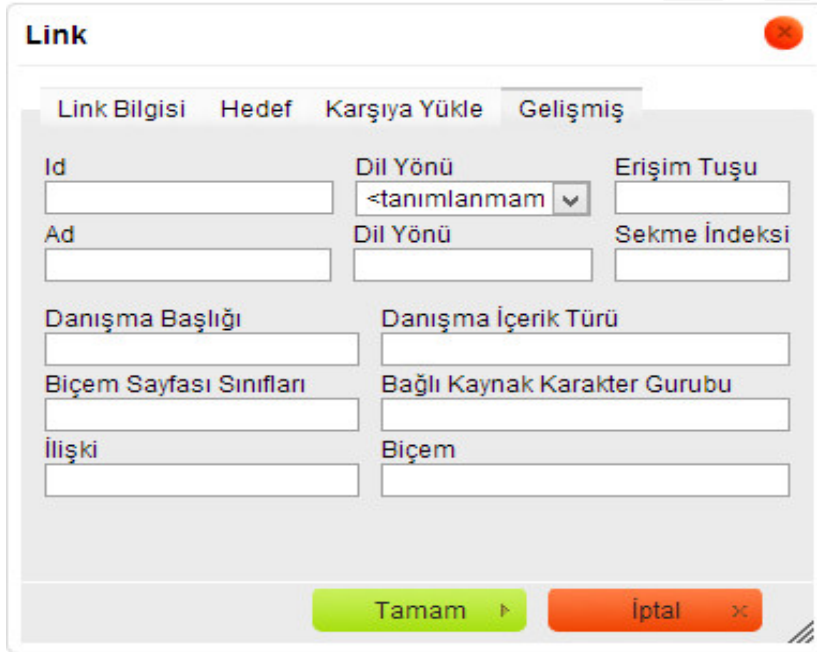 Link
Link Bilgisi Hedef Karşıya Yükle Gelişmiş
Id Dil Yönü Erişim Tuşu
<tanımlanmam
Ad Dil Yönü Sekme İndeksi
Danışma Başlığı Danışma İçerik Türü
Biçem Sayfası Sınıfları Bağlı Kaynak Karakter Gurubu
İlişki Biçem
Tamam İptal